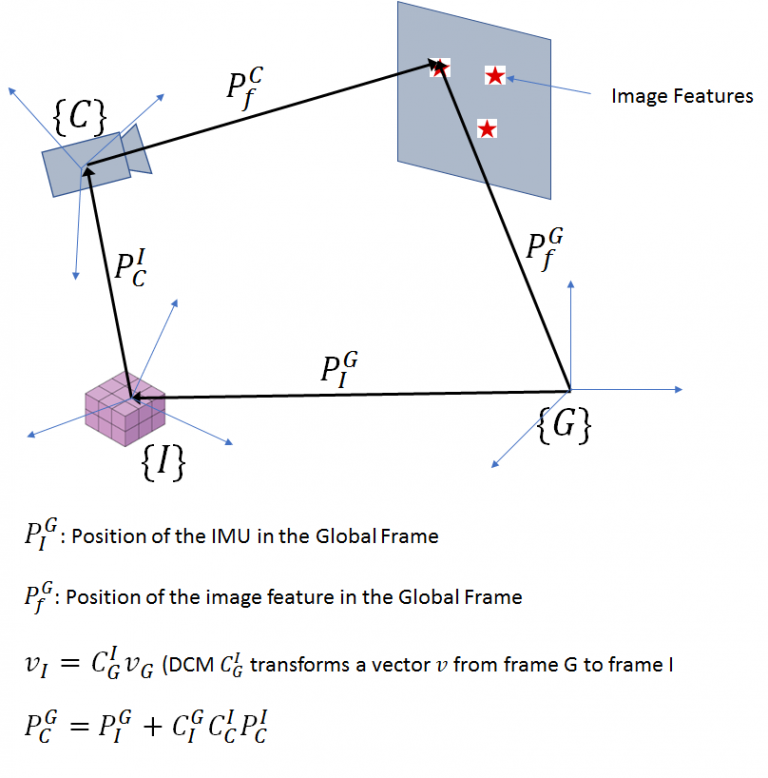 {C}
P_f^C
Image Features
P_C^I
P_f^G
P_I^G
{I}
{G}
P_I^G: Position of the IMU in the Global Frame
P_f^G: Position of the image feature in the Global Frame
v_I = C_G^I v_G (DCM C_G^I transforms a vector v from frame G to frame I
P_C^G = P_I^G + C_I^G C_C^I P_C^I